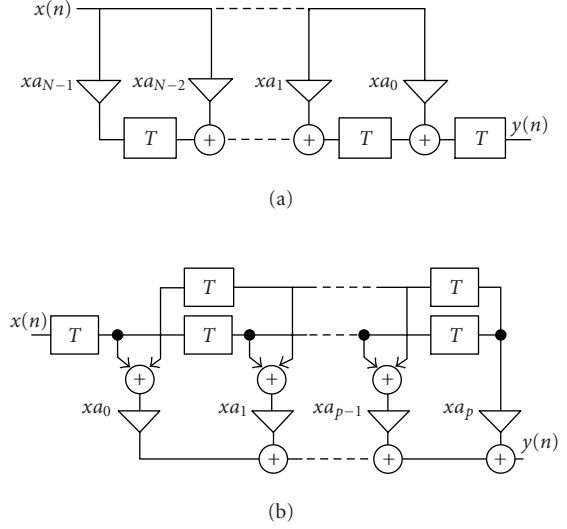 x(n)
xa_{N−1} xa_{N−2} xa_1 xa_0
T + + T + T y(n)
(a)
T T
x(n) T T T
+ + +
xa_0 xa_1 xa_{p−1} xa_p
+ + + y(n)
(b)